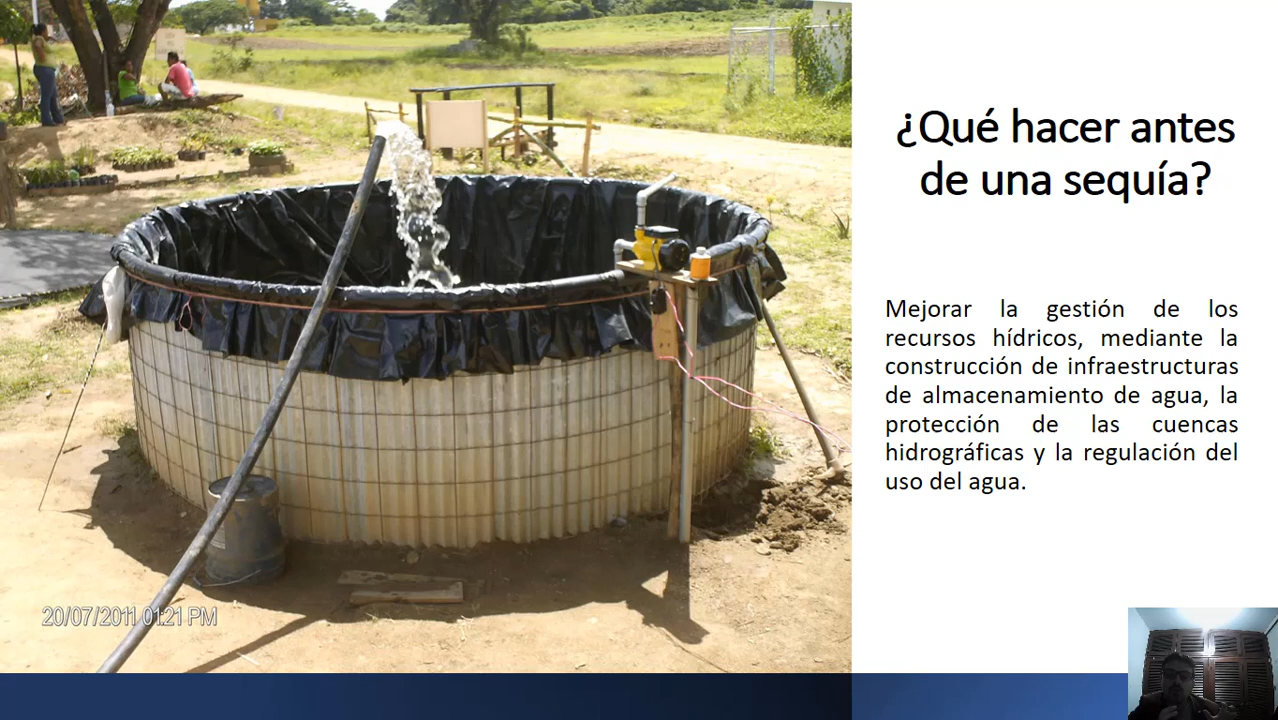 ¿Qué hacer antes
de una sequía?
Mejorar la gestión de los
recursos hídricos, mediante la
construcción de infraestructuras
de almacenamiento de agua, la
protección de las cuencas
hidrográficas y la regulación del
uso del agua.
20/07/2011 01:21 PM